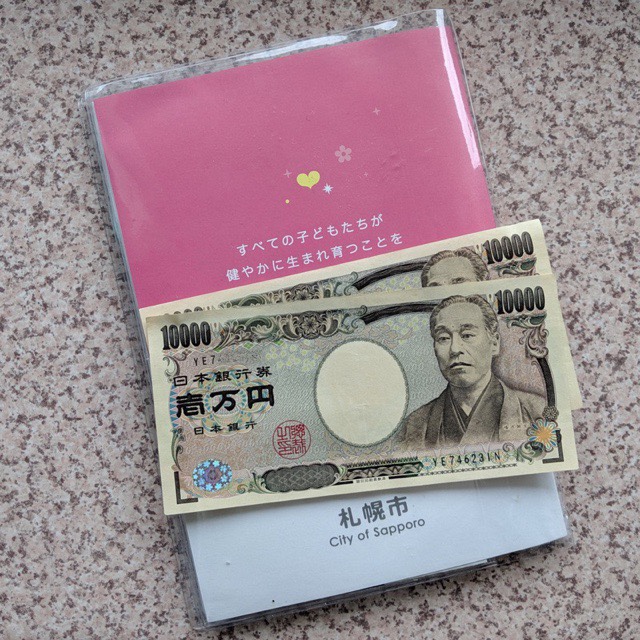 すべての子どもたちが
健やかに生まれ育つことを
10000
10000
10000
日本銀行券
壱万円
日本銀行
YE746231N
札幌市
City of Sapporo